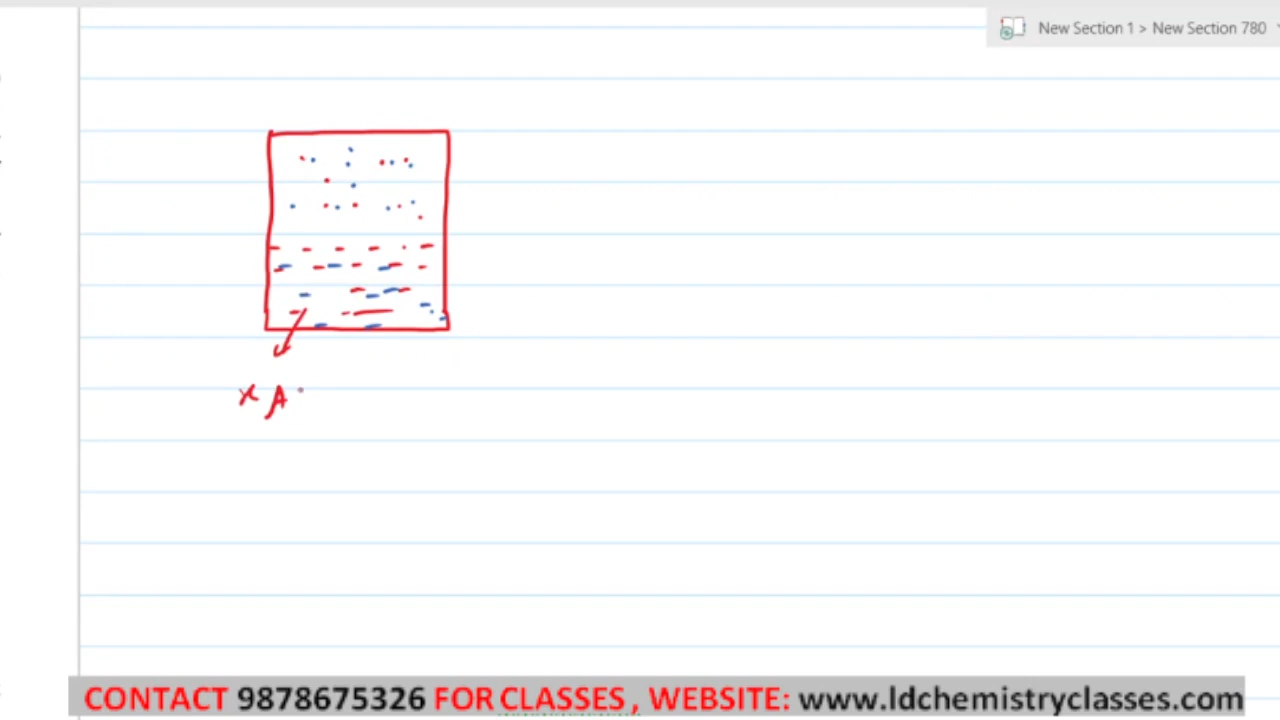 New Section 1 > New Section 780
x A
CONTACT 9878675326 FOR CLASSES , WEBSITE: www.ldchemistryclasses.com